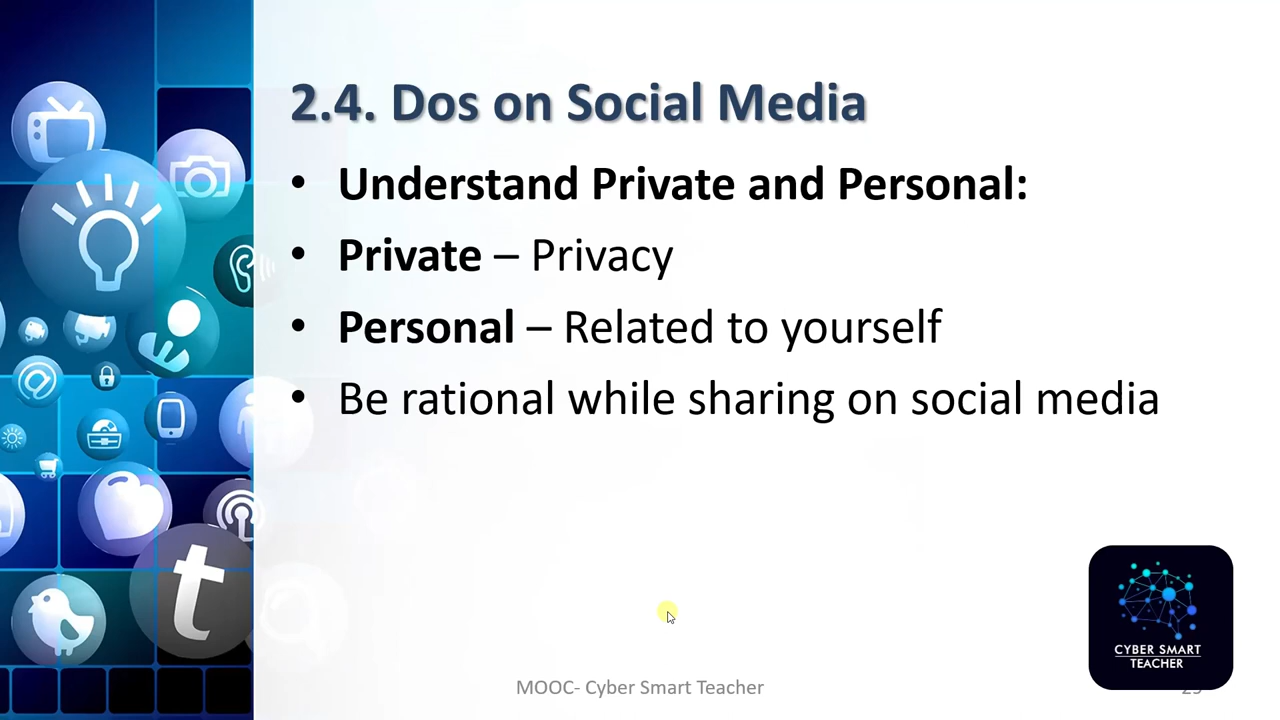 2.4. Dos on Social Media
• Understand Private and Personal:
• Private – Privacy
• Personal – Related to yourself
• Be rational while sharing on social media
CYBER SMART
TEACHER
MOOC- Cyber Smart Teacher